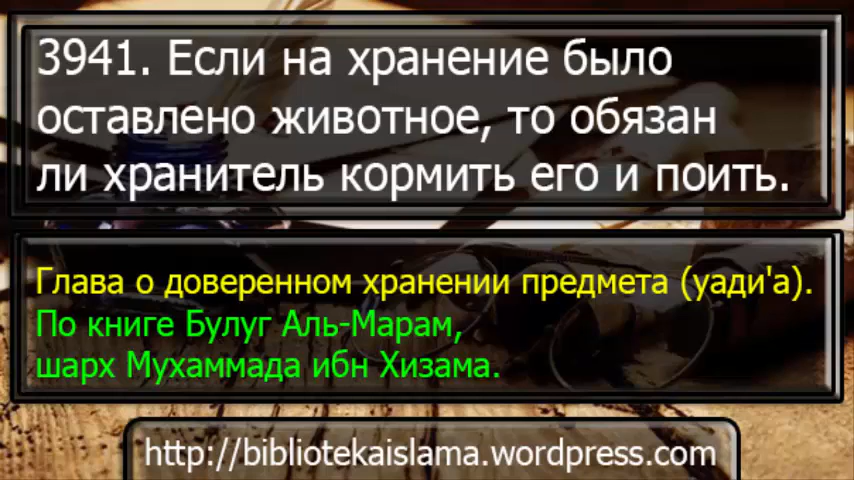 3941. Если на хранение было
оставлено животное, то обязан
ли хранитель кормить его и поить.
Глава о доверенном хранении предмета (уади'а).
По книге Булуг Аль-Марам,
шарх Мухаммада ибн Хизама.
http://bibliotekaislama.wordpress.com